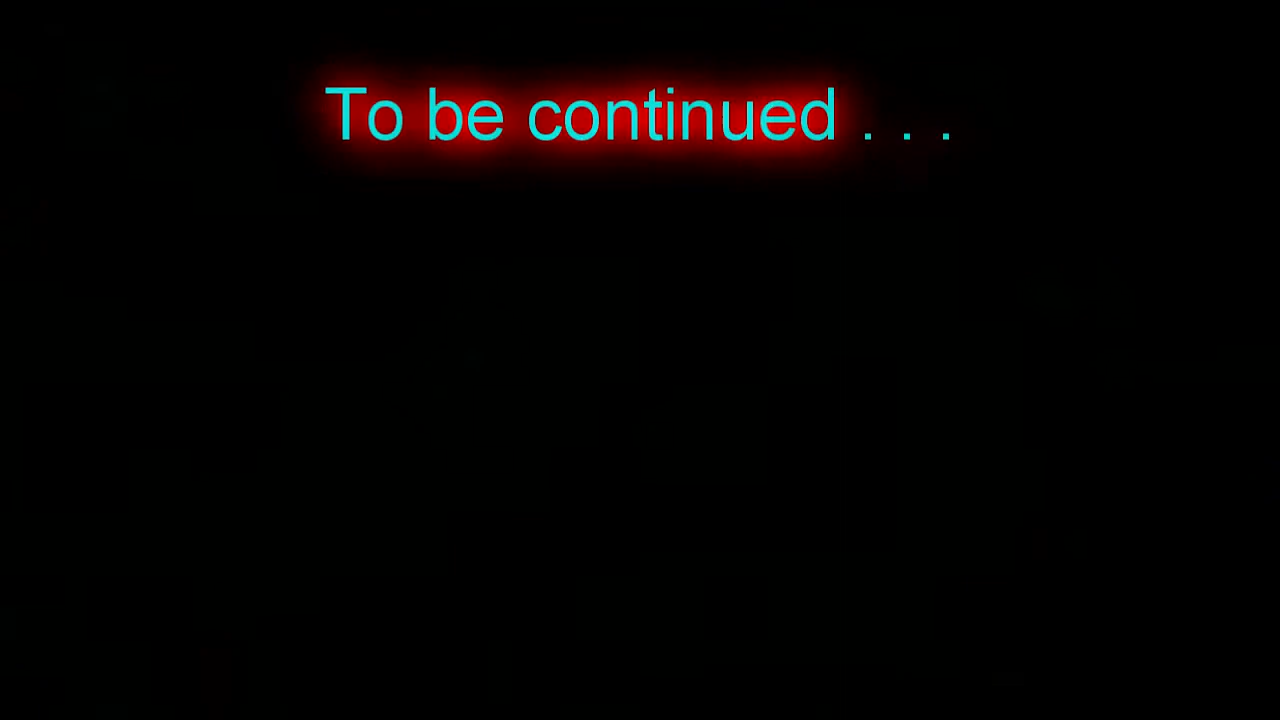 To be continued . . .